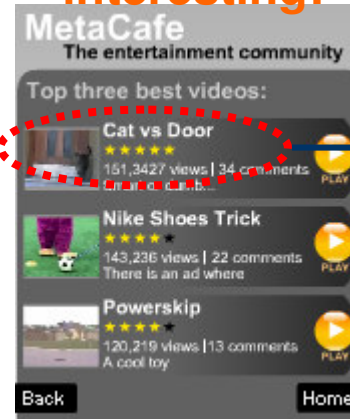 interesting!
MetaCafe
The entertainment community
Top three best videos:
Cat vs Door
151,3427 views | 34 comments
PLAY
Nike Shoes Trick
143,236 views | 22 comments
There is an ad where
PLAY
Powerskip
120,219 views | 13 comments
A cool toy
PLAY
Back
Home